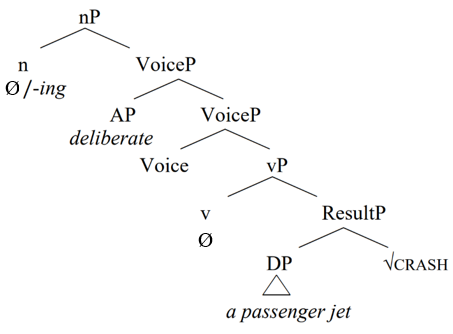 nP
n VoiceP
Ø/-ing
AP VoiceP
deliberate
Voice vP
v ResultP
Ø
DP √CRASH
a passenger jet